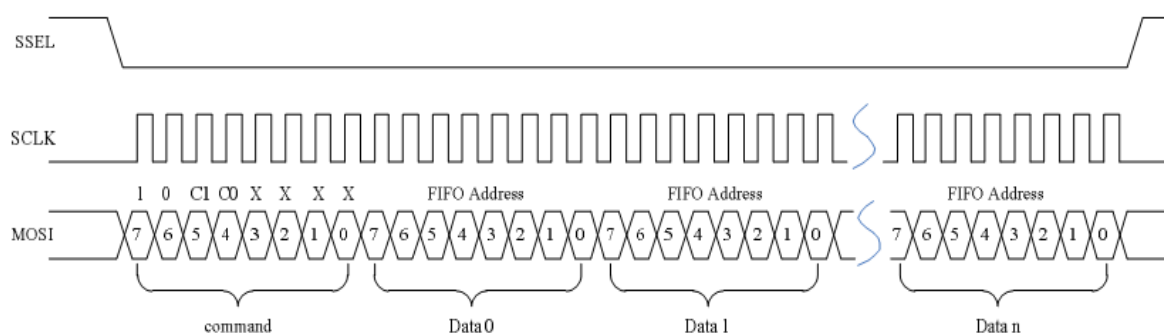 SSEL
SCLK
1 0 C1 C0 X X X X FIFO Address FIFO Address FIFO Address
MOSI 7 6 5 4 3 2 1 0 7 6 5 4 3 2 1 0 7 6 5 4 3 2 1 0 7 6 5 4 3 2 1 0
command Data 0 Data 1 Data n